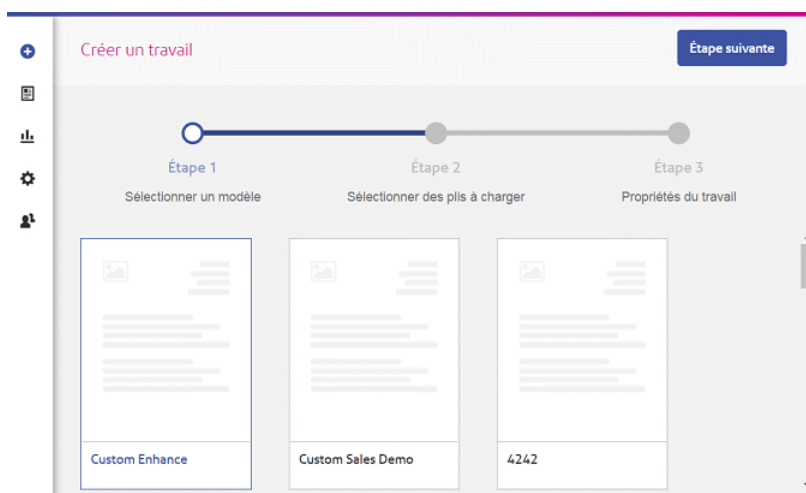 Créer un travail
Étape suivante
Étape 1
Étape 2
Étape 3
Sélectionner un modèle
Sélectionner des plis à charger
Propriétés du travail
Custom Enhance
Custom Sales Demo
4242